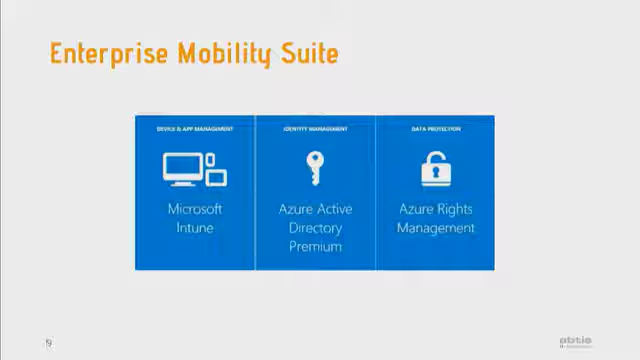 Enterprise Mobility Suite
DEVICE & APP MANAGEMENT
IDENTITY MANAGEMENT
DATA PROTECTION
Microsoft
Intune
Azure Active
Directory
Premium
Azure Rights
Management